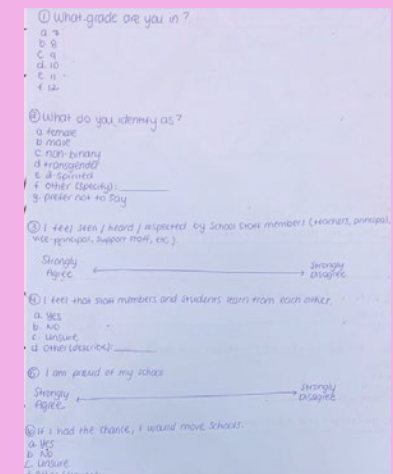 ① What grade are you in?
a 7
b 8
c 9
d. 10
e 11
f. 12
② What do you identify as?
a. female
b male
c. non-binary
d transgend
e. 2-spirited
f. other (specify):
g. prefer not to say
③ I feel seen / heard / respected by school staff members (teachers, principal,
vice-principal, support staff, etc.)
Strongly Agree
Strongly Disagree
④ I feel that staff members and students learn from each other.
a. yes
b. No
c. unsure
d. other (describe):
⑤ I am proud of my school
Strongly Agree
Strongly Disagree
⑥ If I had the chance, I would move schools.
a. yes
b. No
c. unsure